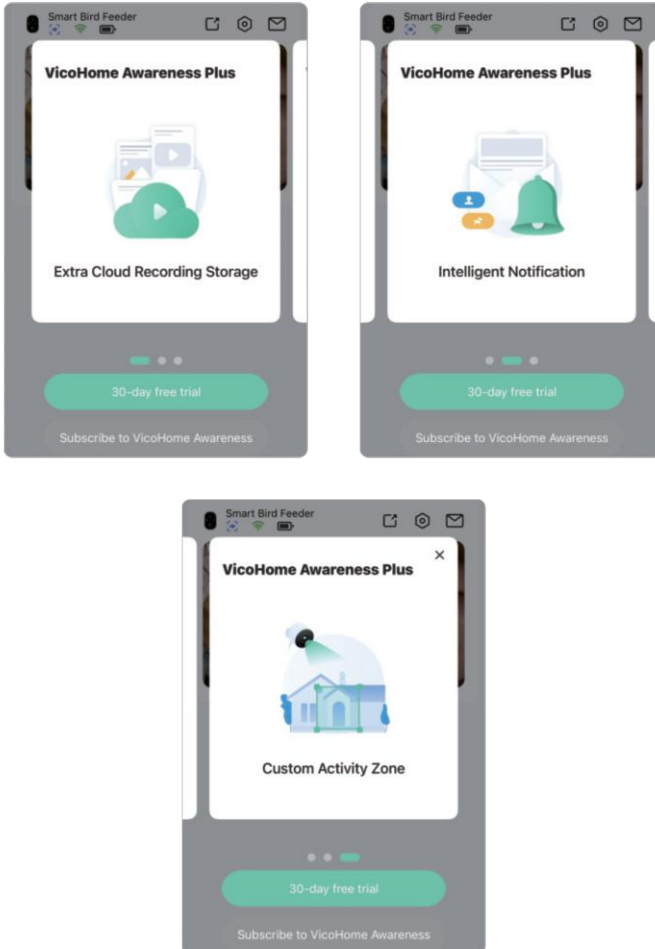 Smart Bird Feeder
VicoHome Awareness Plus
Extra Cloud Recording Storage
30-day free trial
Subscribe to VicoHome Awareness
Smart Bird Feeder
VicoHome Awareness Plus
Intelligent Notification
30-day free trial
Subscribe to VicoHome Awareness
Smart Bird Feeder
VicoHome Awareness Plus
Custom Activity Zone
30-day free trial
Subscribe to VicoHome Awareness